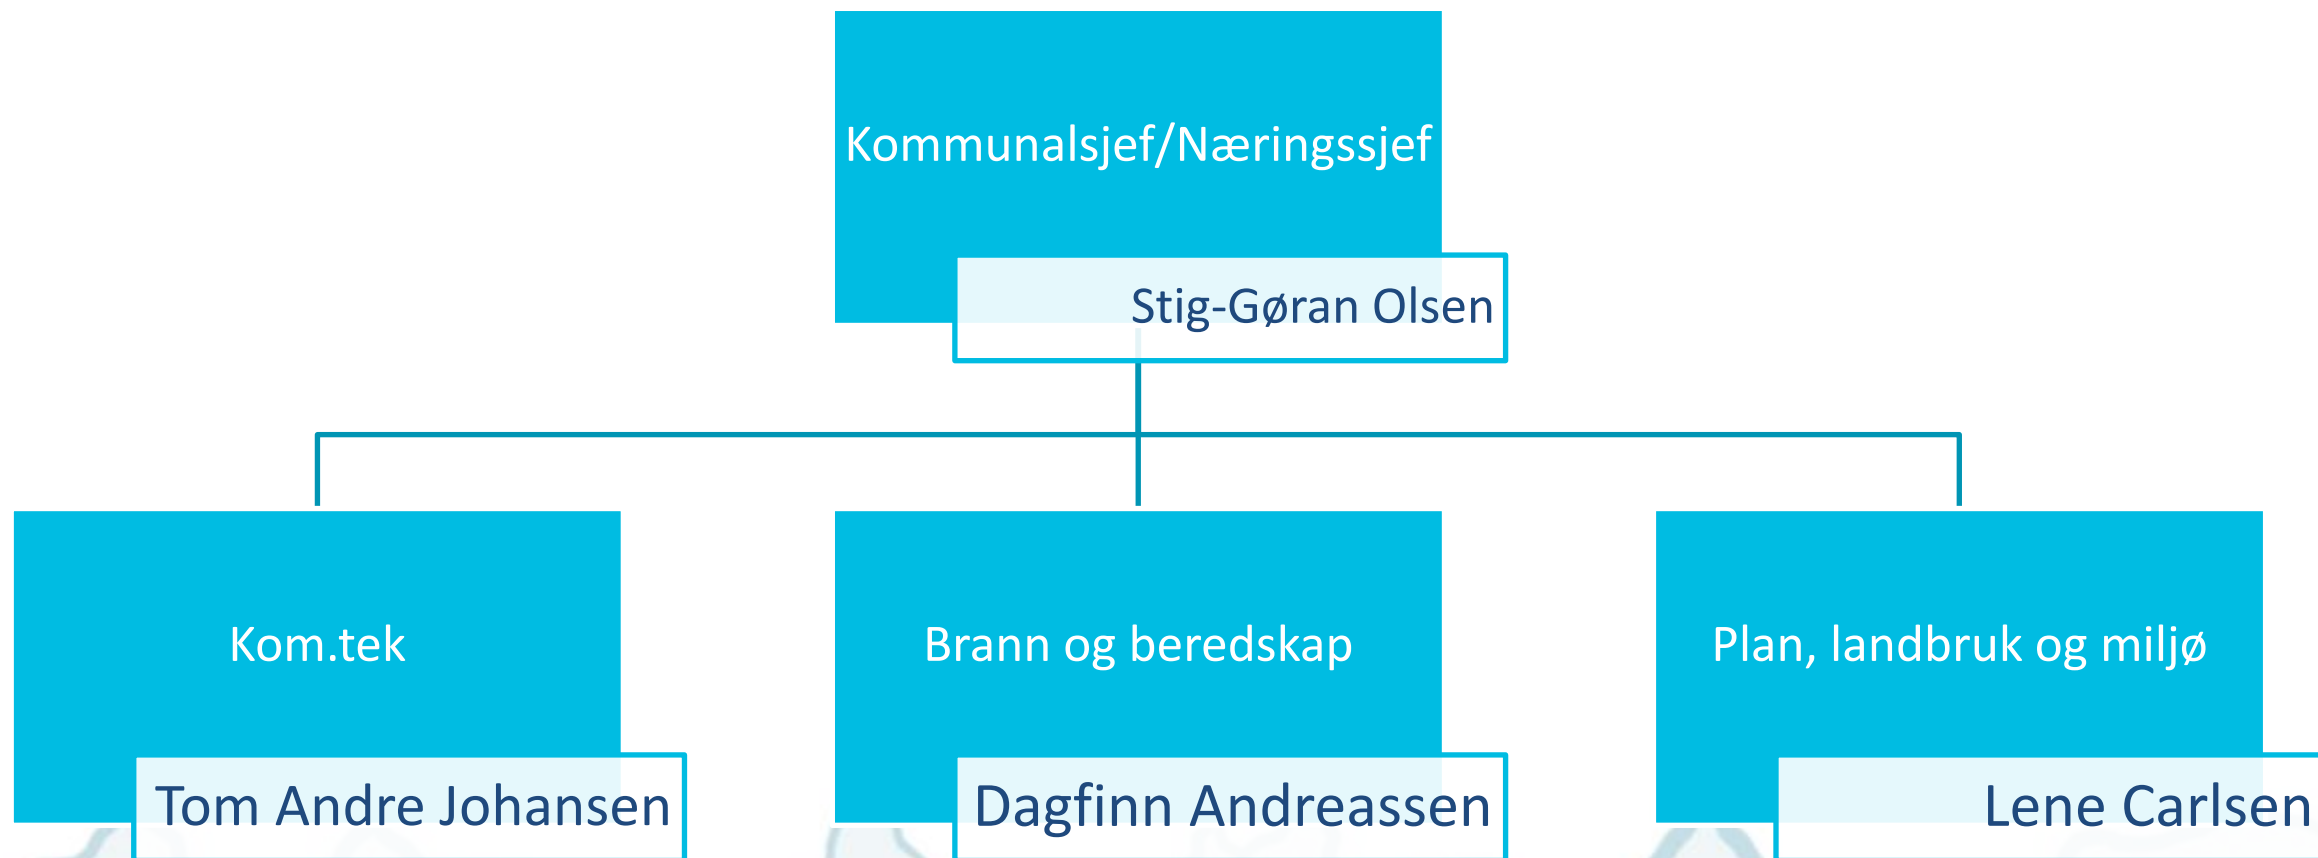 Kommunalsjef/Næringssjef
Stig-Gøran Olsen
Kom.tek
Tom Andre Johansen
Brann og beredskap
Dagfinn Andreassen
Plan, landbruk og miljø
Lene Carlsen